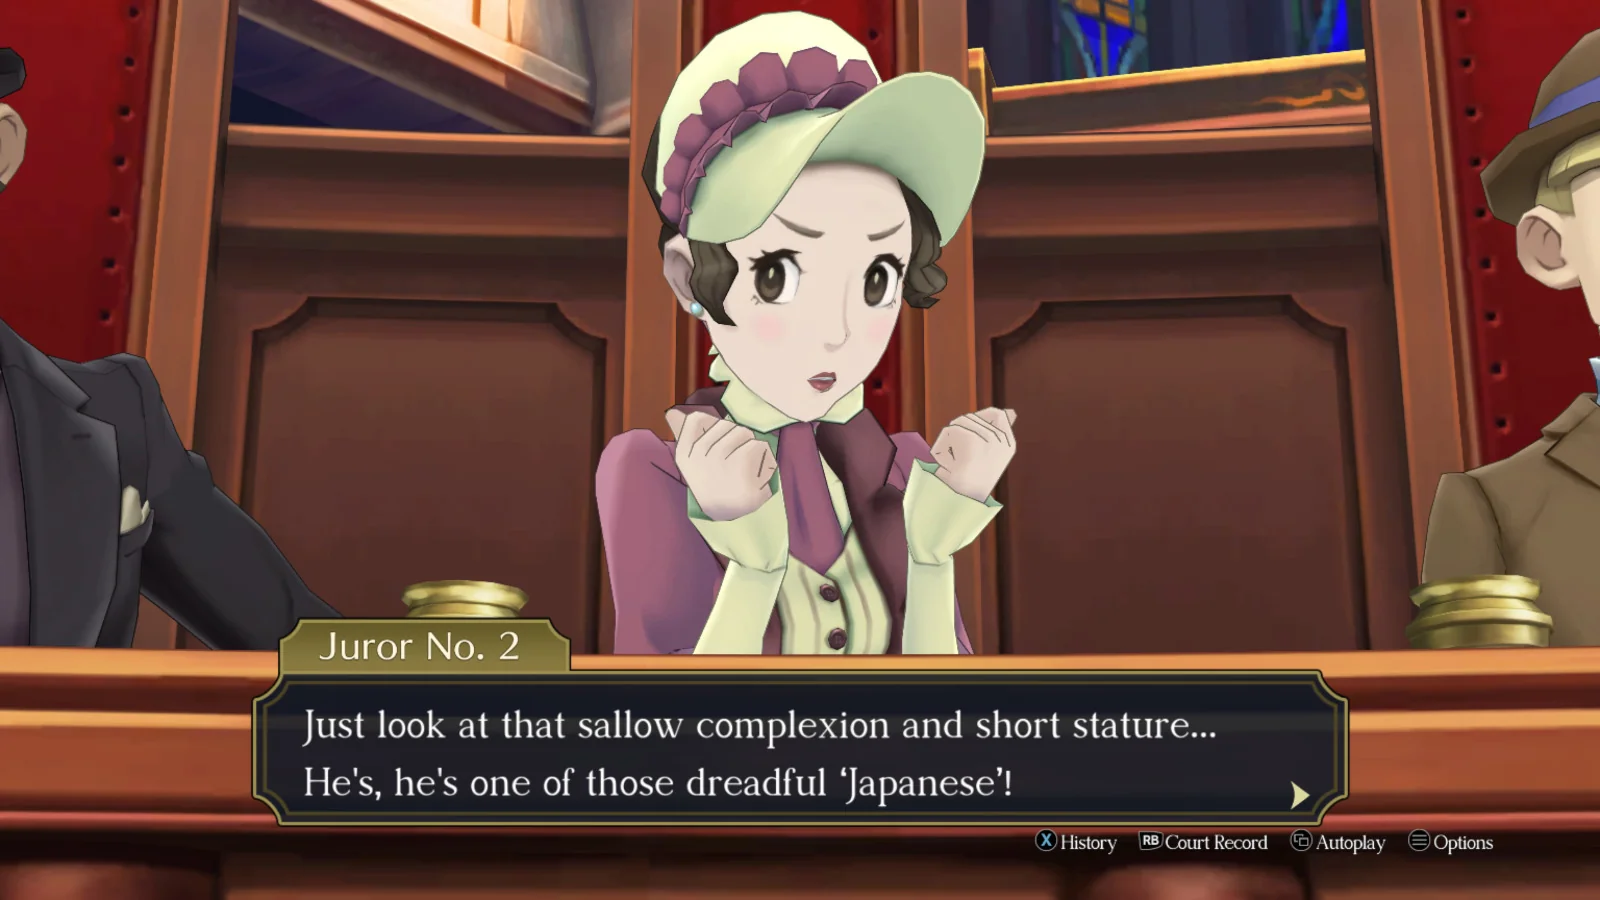 Juror No. 2
Just look at that sallow complexion and short stature...
He's, he's one of those dreadful ‘Japanese’!
X History RB Court Record Autoplay Options